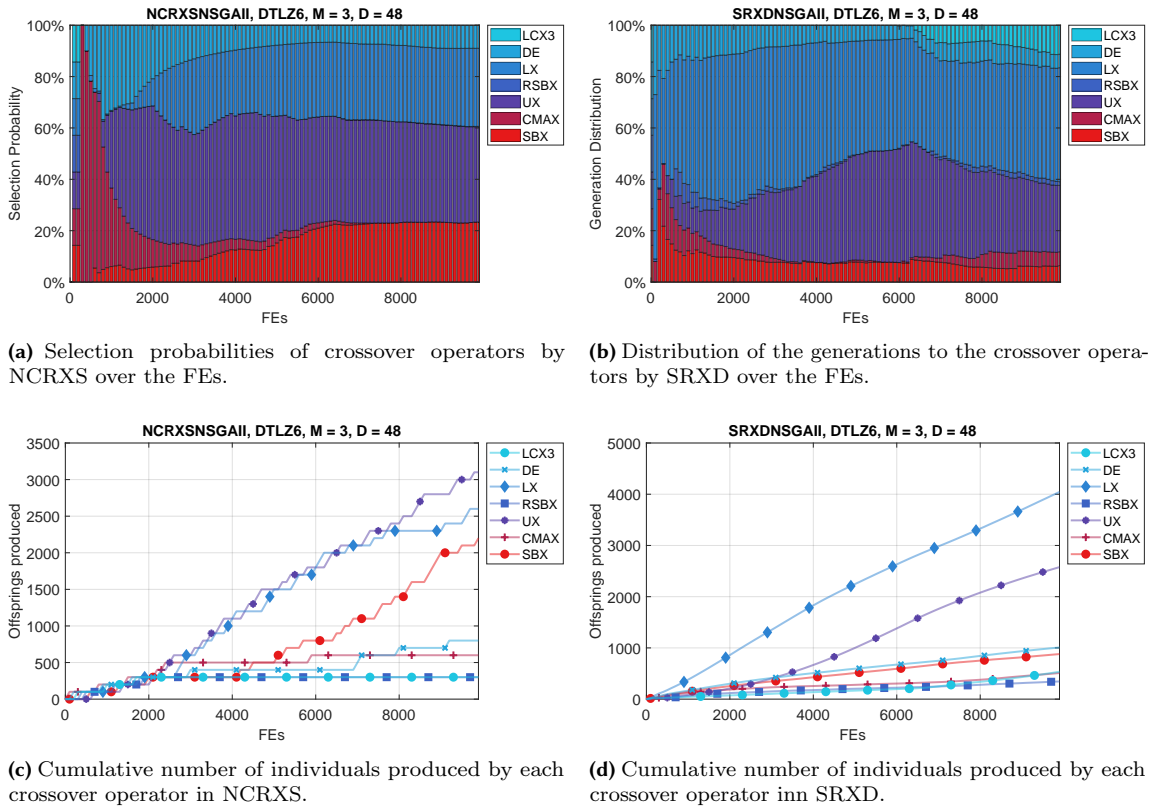 NCRXSNSGAII, DTLZ6, M = 3, D = 48
100%
80%
60%
40%
20%
0%
Selection Probability
0
2000
4000
6000
8000
FEs
LCX3
DE
LX
RSBX
UX
CMAX
SBX
(a) Selection probabilities of crossover operators by
NCRXS over the FEs.
SRXDNSGAII, DTLZ6, M = 3, D = 48
100%
80%
60%
40%
20%
0%
Generation Distribution
0
2000
4000
6000
8000
FEs
LCX3
DE
LX
RSBX
UX
CMAX
SBX
(b) Distribution of the generations to the crossover opera-
tors by SRXD over the FEs.
NCRXSNSGAII, DTLZ6, M = 3, D = 48
3500
3000
2500
2000
1500
1000
500
0
Offsprings produced
0
2000
4000
6000
8000
FEs
LCX3
DE
LX
RSBX
UX
CMAX
SBX
(c) Cumulative number of individuals produced by each
crossover operator in NCRXS.
SRXDNSGAII, DTLZ6, M = 3, D = 48
5000
4000
3000
2000
1000
0
Offsprings produced
0
2000
4000
6000
8000
FEs
LCX3
DE
LX
RSBX
UX
CMAX
SBX
(d) Cumulative number of individuals produced by each
crossover operator inn SRXD.